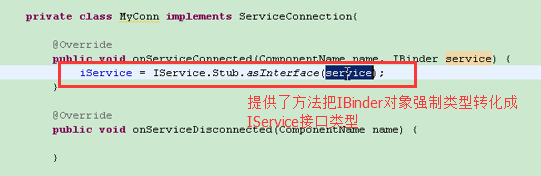 private class MyConn implements ServiceConnection{
@Override
public void onServiceConnected(ComponentName name, IBinder service) {
iService = IService.Stub.asInterface(service);
}
提供了方法把IBinder对象强制类型转化成
IService接口类型
@Override
public void onServiceDisconnected(ComponentName name) {
}